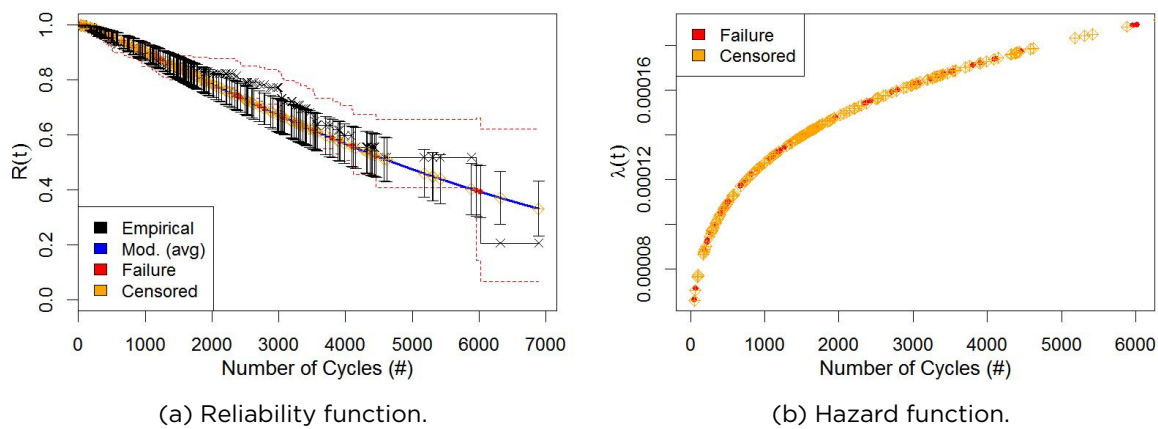 R(t)
1.0
0.8
0.6
0.4
0.2
0.0
Empirical
Mod. (avg)
Failure
Censored
0 1000 2000 3000 4000 5000 6000 7000
Number of Cycles (#)
(a) Reliability function.
λ(t)
0.00016
0.00012
0.00008
Failure
Censored
0 1000 2000 3000 4000 5000 6000
Number of Cycles (#)
(b) Hazard function.